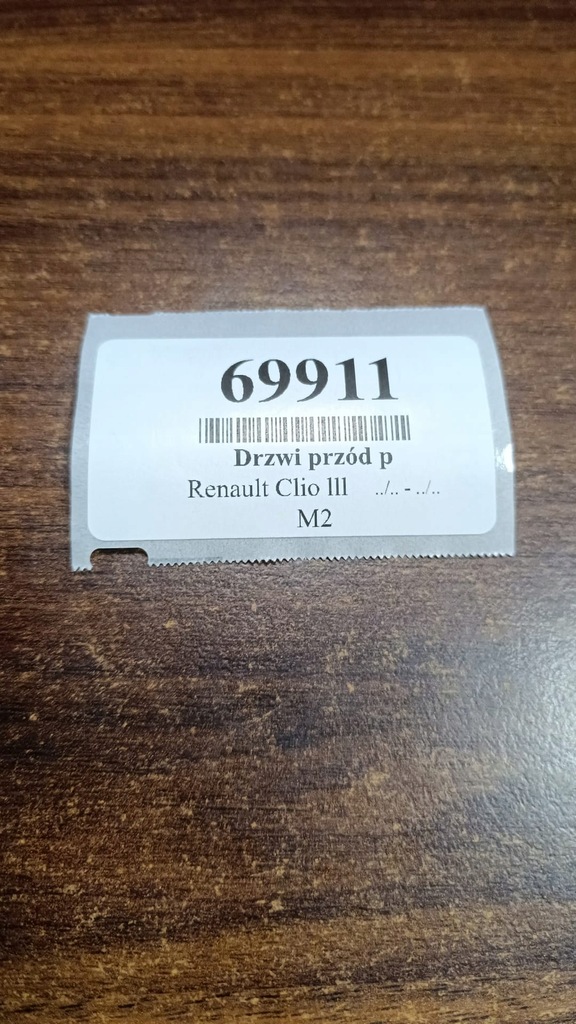 69911
Drzwi przód p
Renault Clio lll ../.. - ../..
M2